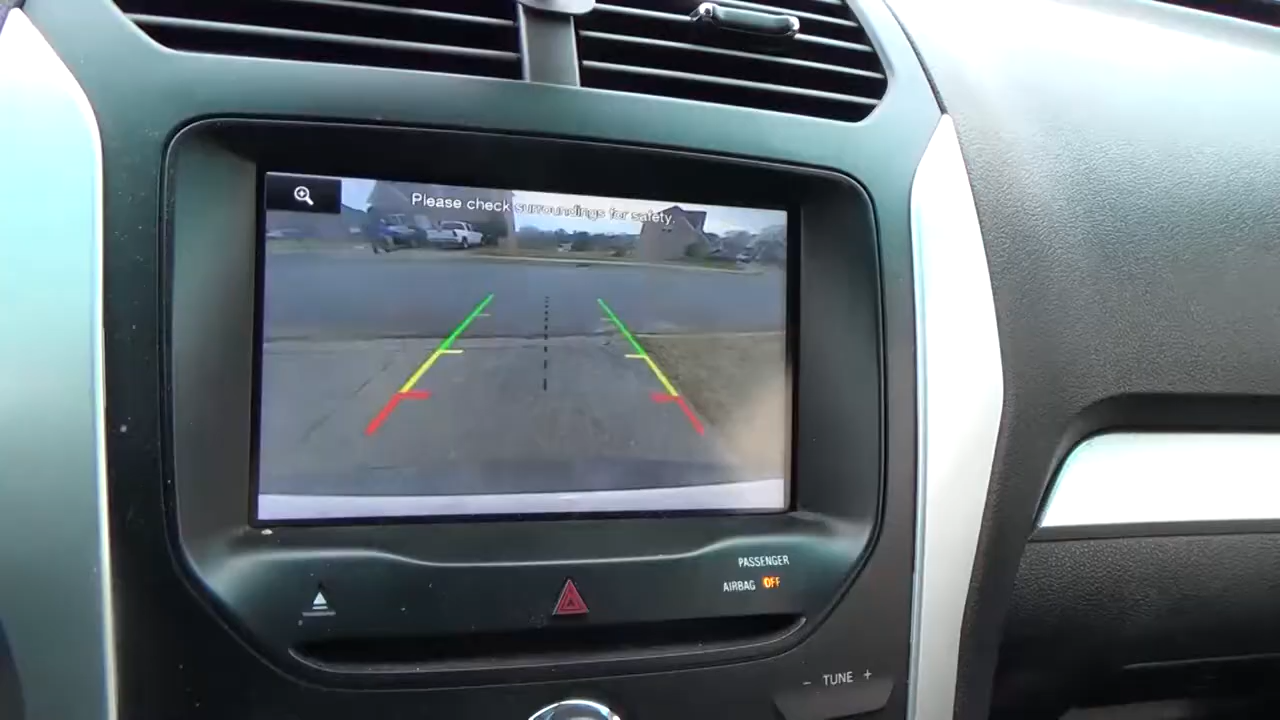 Please check surroundings for safety.
PASSENGER
AIRBAG OFF
- TUNE +